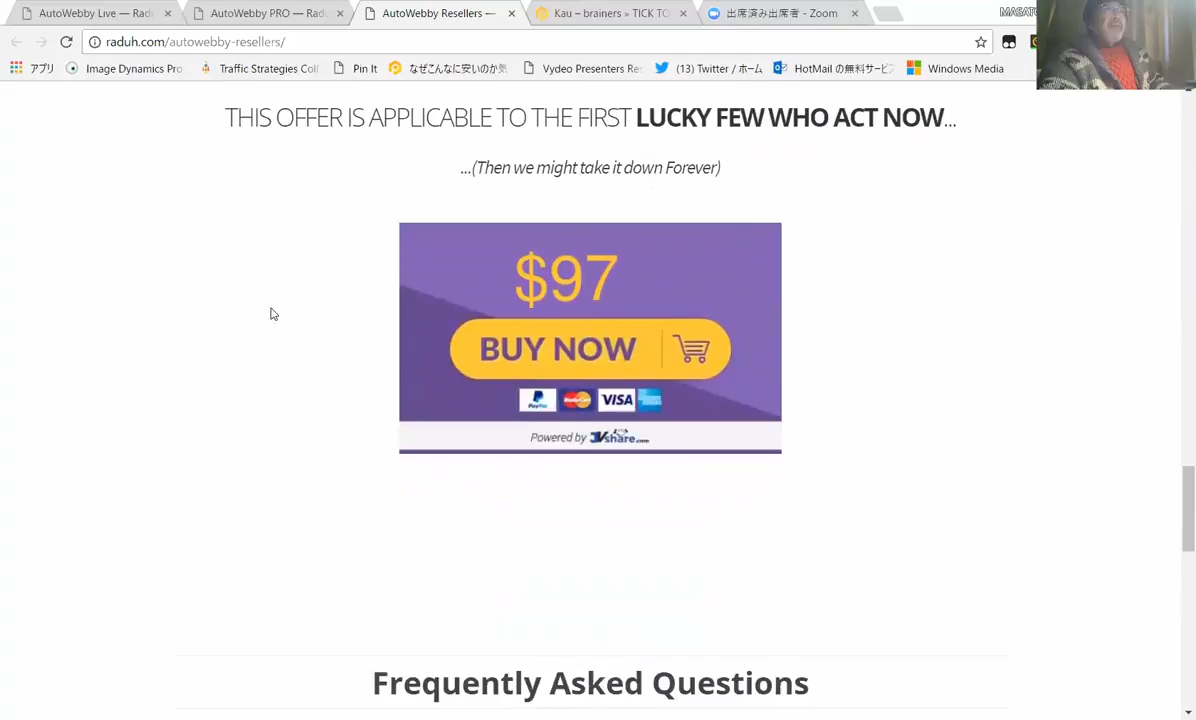 AutoWebby Live — Radu
AutoWebby PRO — Radu
AutoWebby Resellers —
Kau – brainers » TICK TO
出席済み出席者 - Zoom
raduh.com/autowebby-resellers/
アプリ
Image Dynamics Pro
Traffic Strategies Coll
Pin It
なぜこんなに安いのか気
Vydeo Presenters Re
(13) Twitter / ホーム
HotMail の無料サービ
Windows Media
THIS OFFER IS APPLICABLE TO THE FIRST LUCKY FEW WHO ACT NOW...
...(Then we might take it down Forever)
$97
BUY NOW
PayPal
MasterCard
VISA
Powered by JVshare.com
Frequently Asked Questions